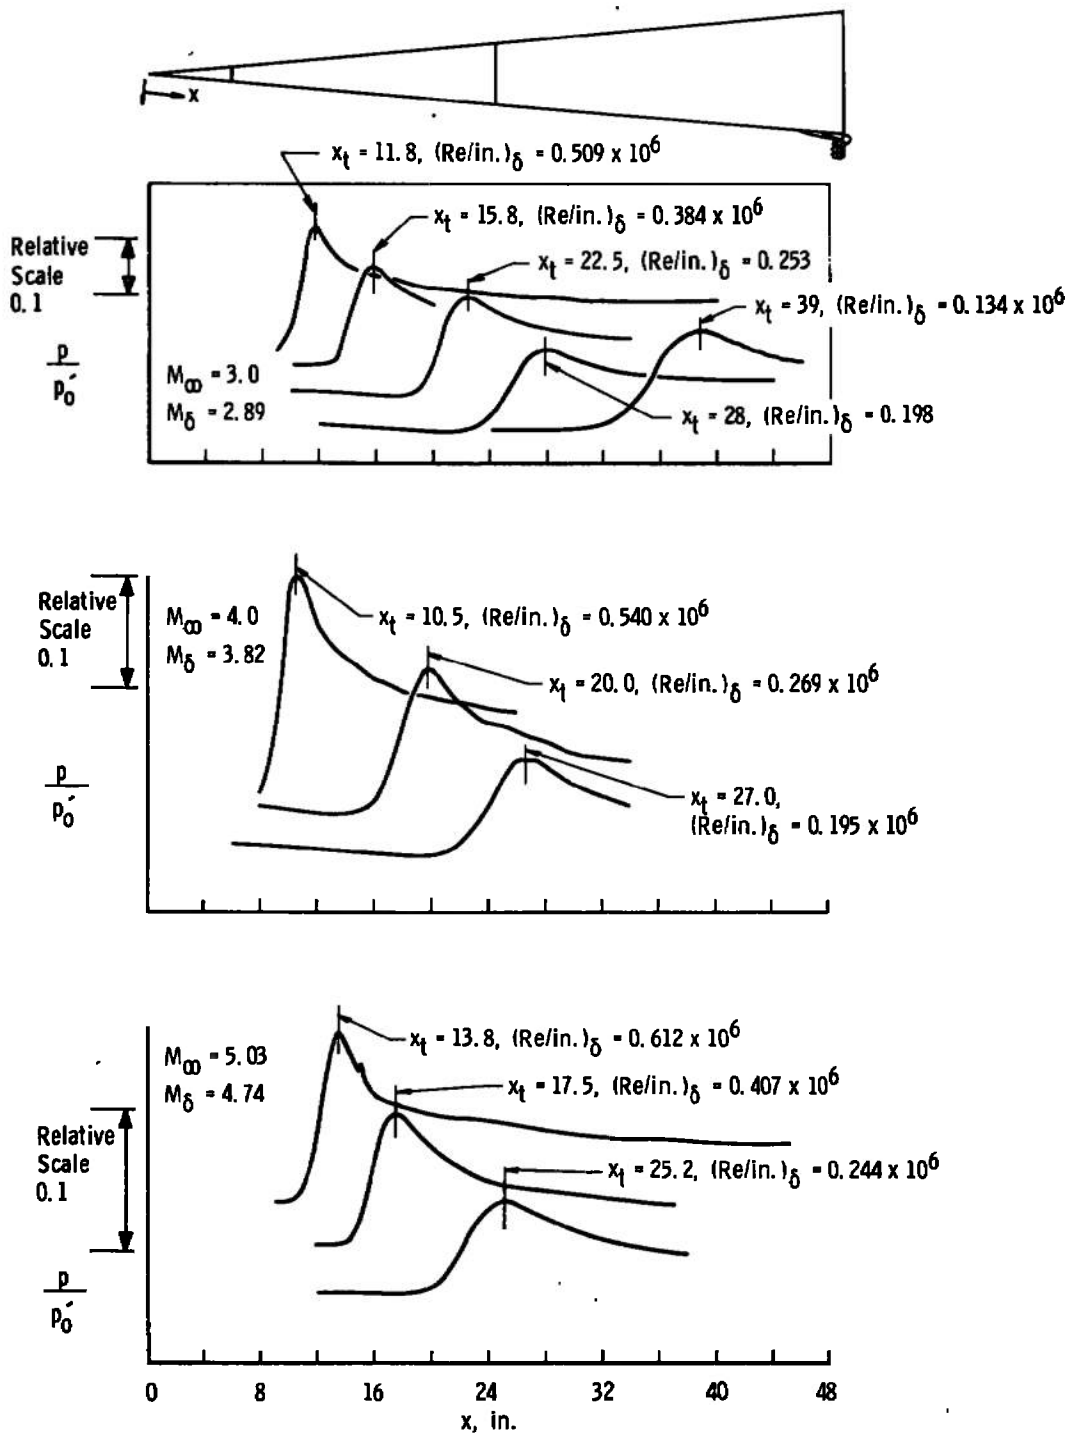 x
x_t = 11.8, (Re/in.)_δ = 0.509 x 10^6
x_t = 15.8, (Re/in.)_δ = 0.384 x 10^6
x_t = 22.5, (Re/in.)_δ = 0.253
x_t = 39, (Re/in.)_δ = 0.134 x 10^6
x_t = 28, (Re/in.)_δ = 0.198
Relative
Scale
0.1
p
p_0′
M_∞ = 3.0
M_δ = 2.89
Relative
Scale
0.1
M_∞ = 4.0
M_δ = 3.82
x_t = 10.5, (Re/in.)_δ = 0.540 x 10^6
x_t = 20.0, (Re/in.)_δ = 0.269 x 10^6
x_t = 27.0,
(Re/in.)_δ = 0.195 x 10^6
p
p_0′
M_∞ = 5.03
M_δ = 4.74
x_t = 13.8, (Re/in.)_δ = 0.612 x 10^6
x_t = 17.5, (Re/in.)_δ = 0.407 x 10^6
x_t = 25.2, (Re/in.)_δ = 0.244 x 10^6
Relative
Scale
0.1
p
p_0′
0 8 16 24 32 40 48
x, in.